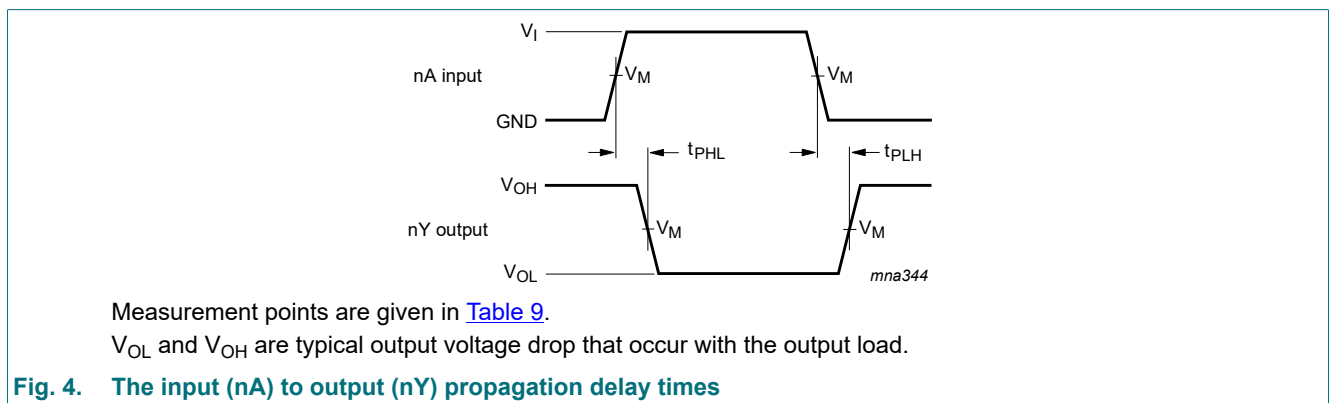 V_I
nA input
V_M V_M
GND
t_PHL t_PLH
V_OH
nY output
V_M V_M
V_OL
mna344
Measurement points are given in Table 9.
V_OL and V_OH are typical output voltage drop that occur with the output load.
Fig. 4. The input (nA) to output (nY) propagation delay times